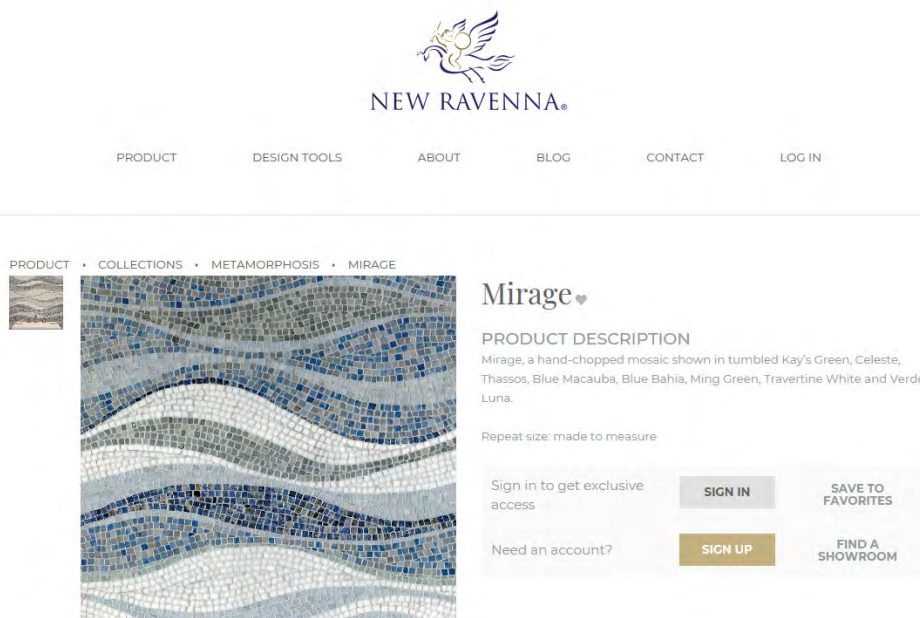 NEW RAVENNA®
PRODUCT DESIGN TOOLS ABOUT BLOG CONTACT LOG IN
PRODUCT • COLLECTIONS • METAMORPHOSIS • MIRAGE
Mirage
PRODUCT DESCRIPTION
Mirage, a hand-chopped mosaic shown in tumbled Kay's Green, Celeste,
Thassos, Blue Macauba, Blue Bahia, Ming Green, Travertine White and Verde
Luna.
Repeat size: made to measure
Sign in to get exclusive
access
SIGN IN
SAVE TO
FAVORITES
Need an account?
SIGN UP
FIND A
SHOWROOM